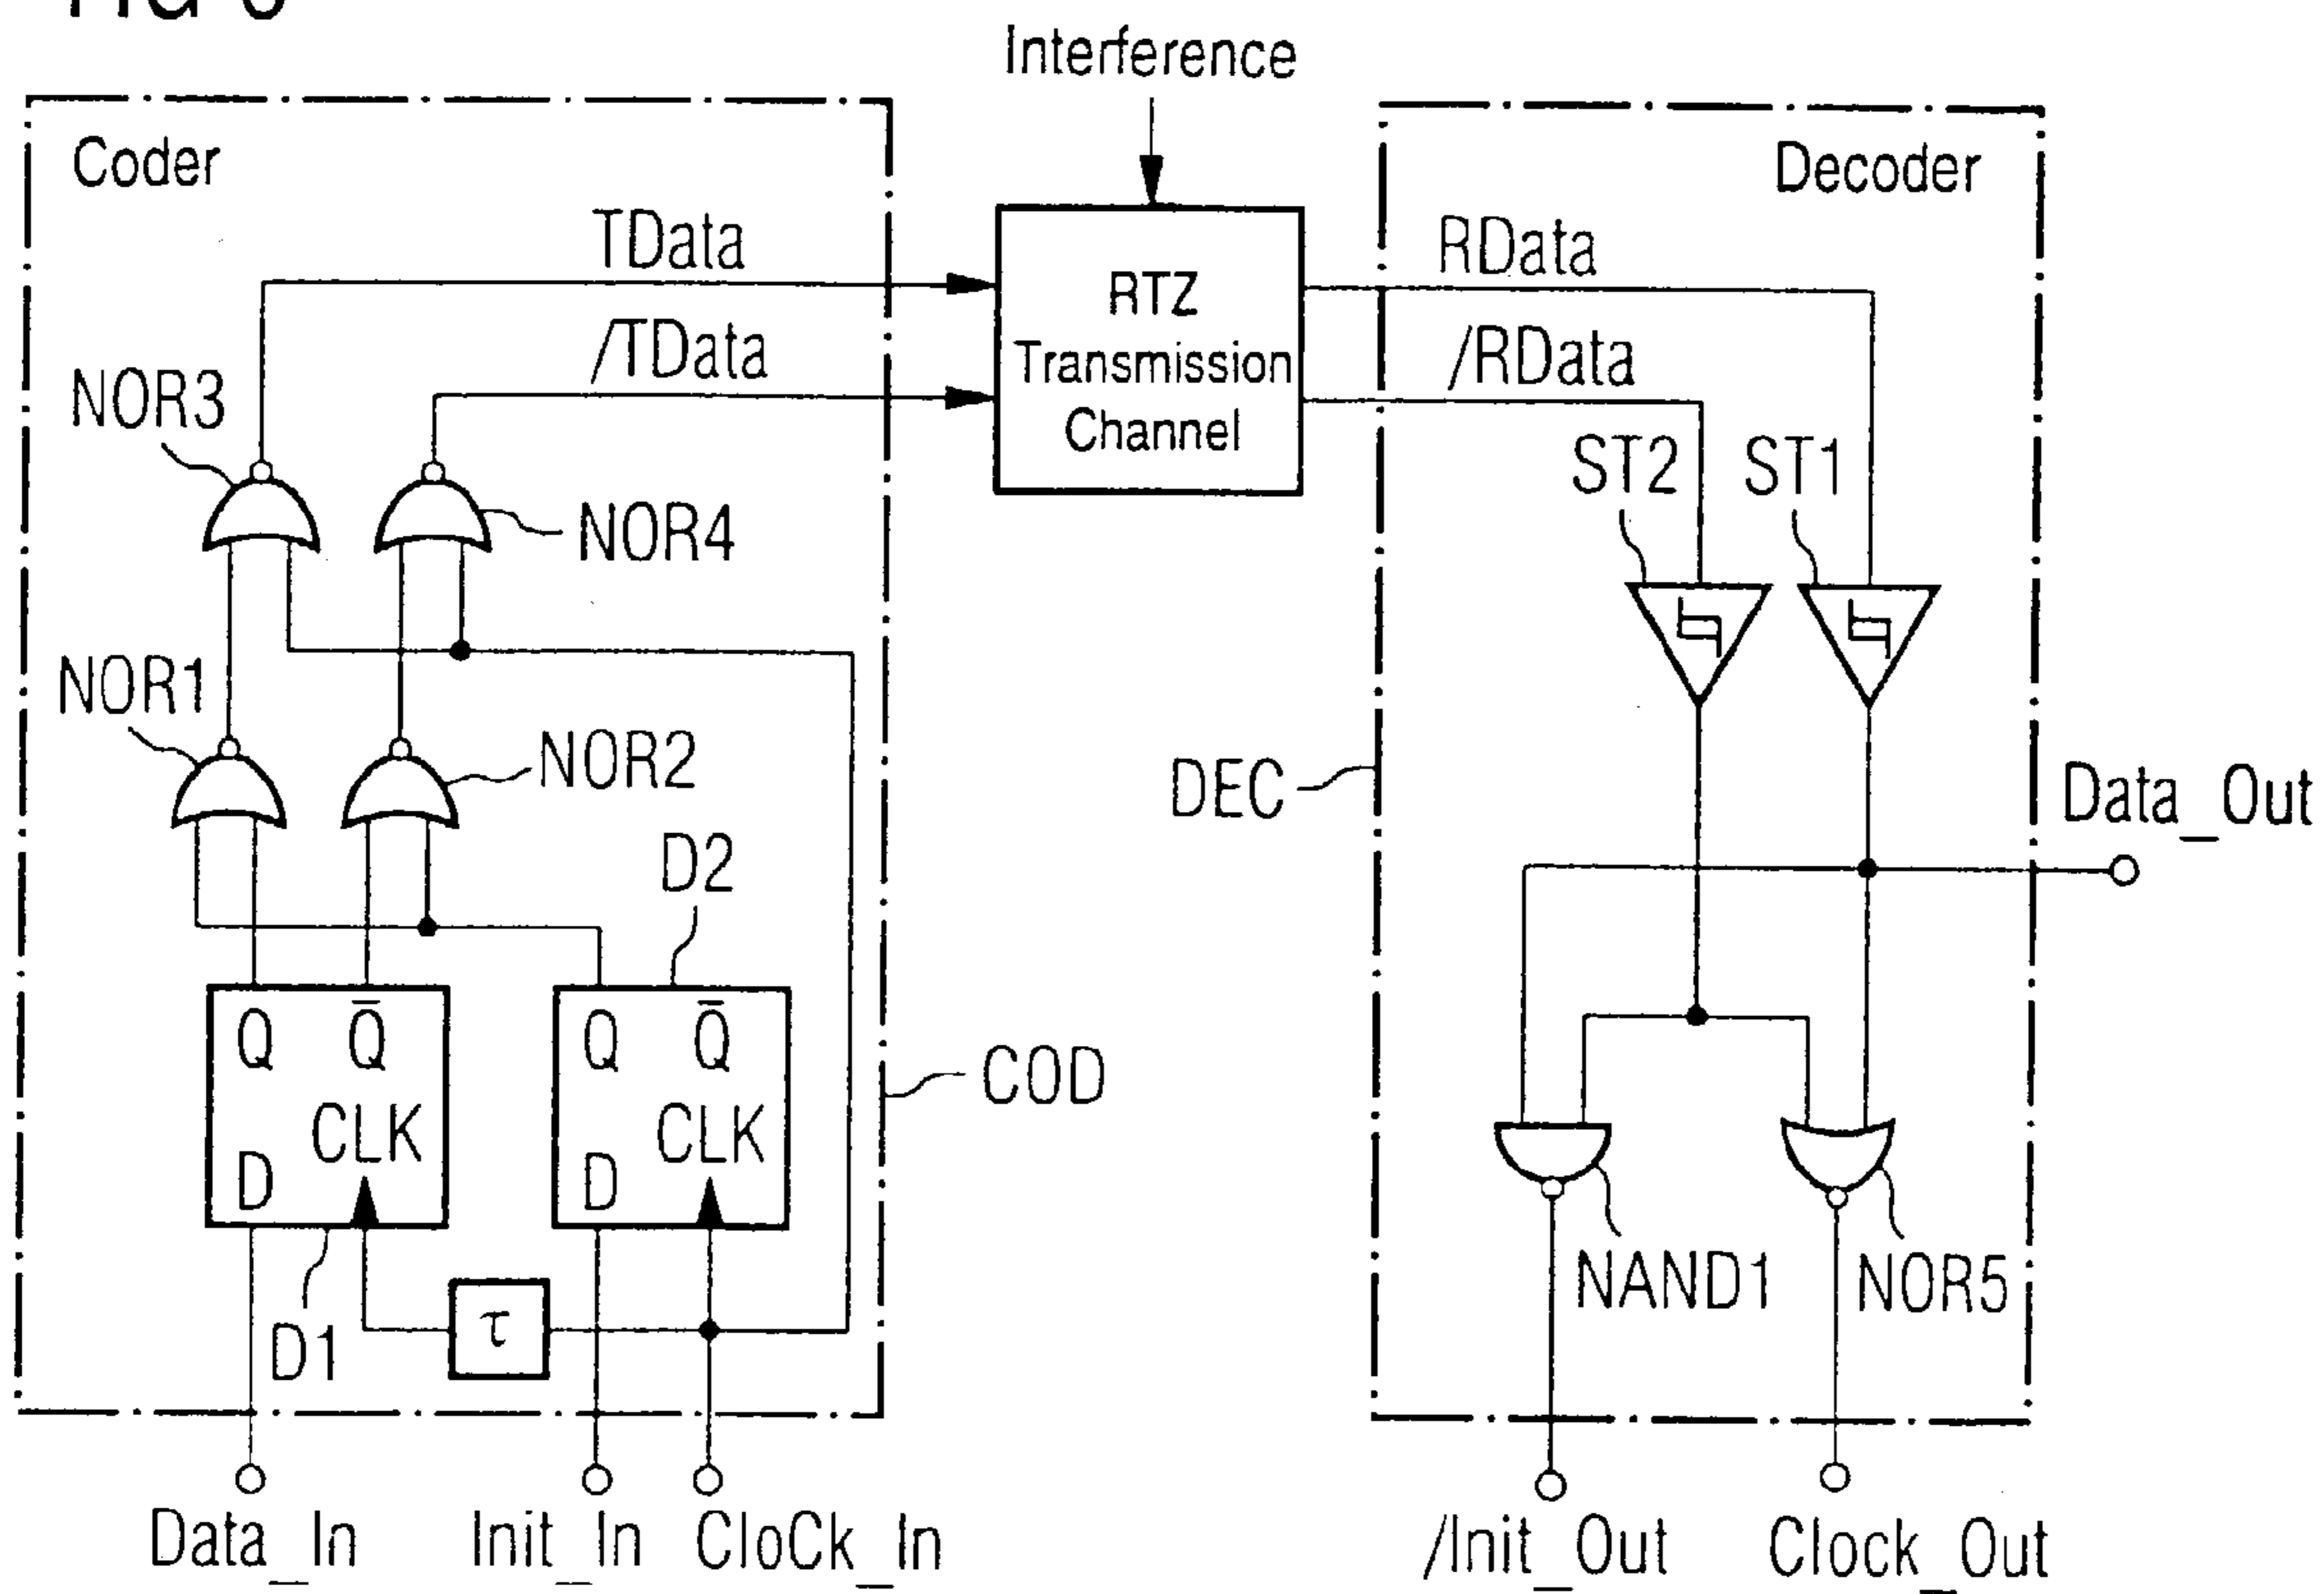 Interference
Coder
Decoder
TData
RData
RTZ
Transmission
Channel
/TData
/RData
NOR3
NOR4
ST2
ST1
NOR1
NOR2
DEC
Data_Out
D2
Q Q̅
Q Q̅
COD
CLK
CLK
D
D
NAND1
NOR5
D1
τ
Data_In
Init_In
CloCk_In
/Init_Out
Clock_Out